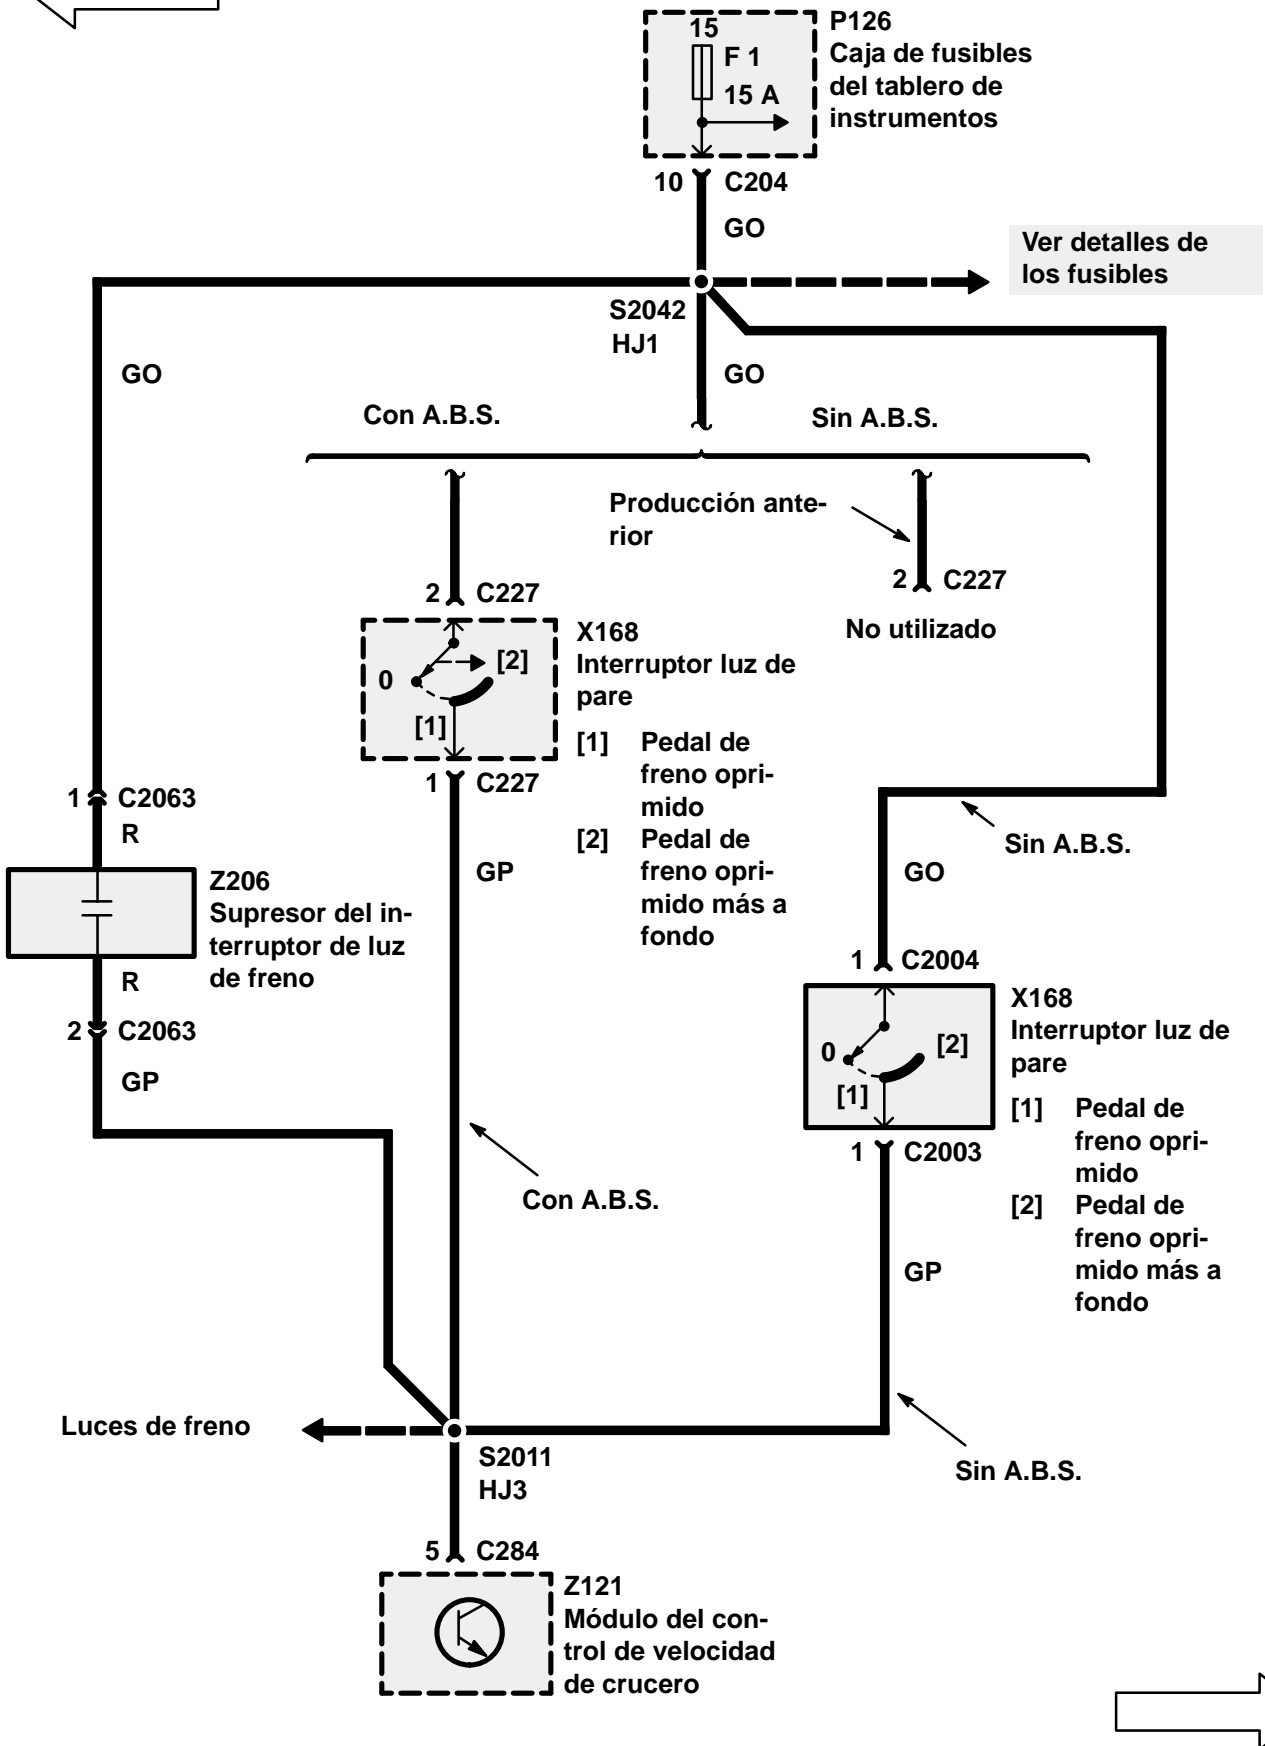 15
F 1
15 A
P126
Caja de fusibles
del tablero de
instrumentos
10 C204
GO
Ver detalles de
los fusibles
S2042
HJ1
GO
GO
Con A.B.S.
Sin A.B.S.
Producción ante-
rior
2 C227
No utilizado
2 C227
0
[2]
[1]
X168
Interruptor luz de
pare
[1] Pedal de
freno opri-
mido
[2] Pedal de
freno opri-
mido más a
fondo
1 C227
GP
1 C2063
R
Z206
Supresor del in-
terruptor de luz
de freno
R
2 C2063
GP
Sin A.B.S.
GO
1 C2004
0
[2]
[1]
X168
Interruptor luz de
pare
[1] Pedal de
freno opri-
mido
[2] Pedal de
freno opri-
mido más a
fondo
1 C2003
Con A.B.S.
GP
Luces de freno
S2011
HJ3
Sin A.B.S.
5 C284
Z121
Módulo del con-
trol de velocidad
de crucero